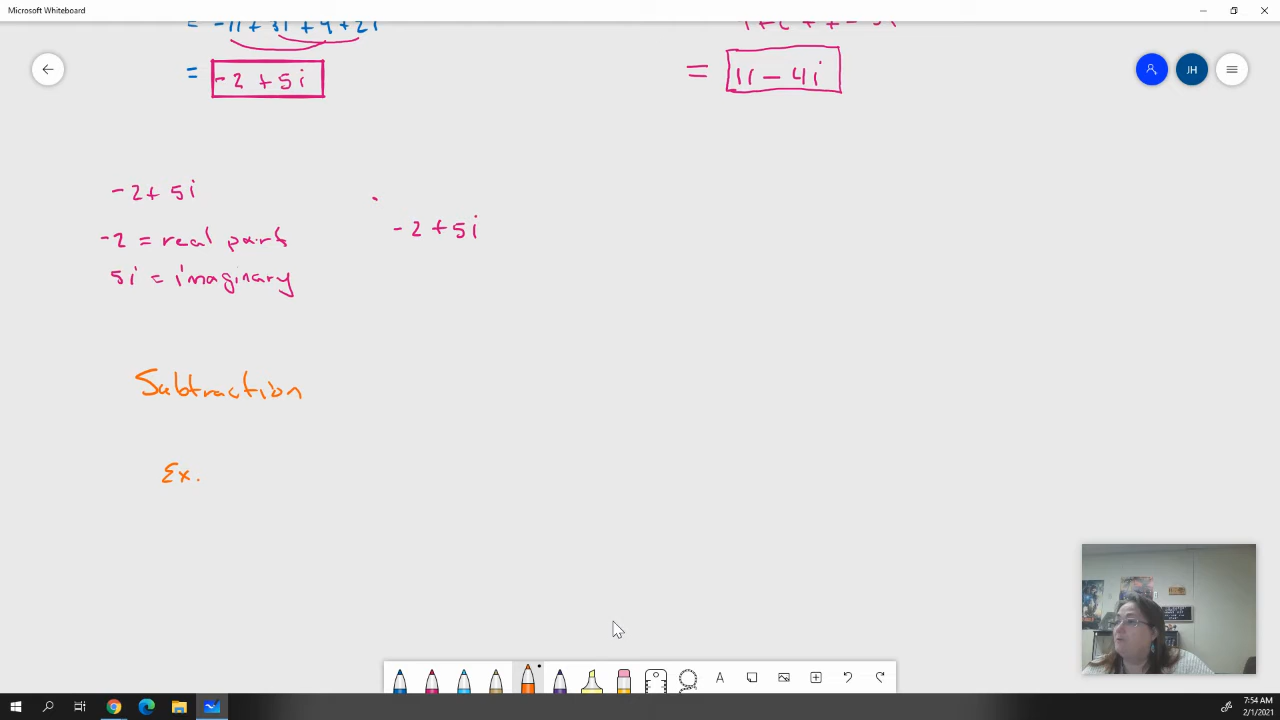 Microsoft Whiteboard
= -11 + 3i + 9 + 2i
= -2 + 5i
= 11 - 4i
JH
-2 + 5i
-2 = real parts
5i = imaginary
-2 + 5i
Subtraction
Ex.
A
7:54 AM
2/1/2021